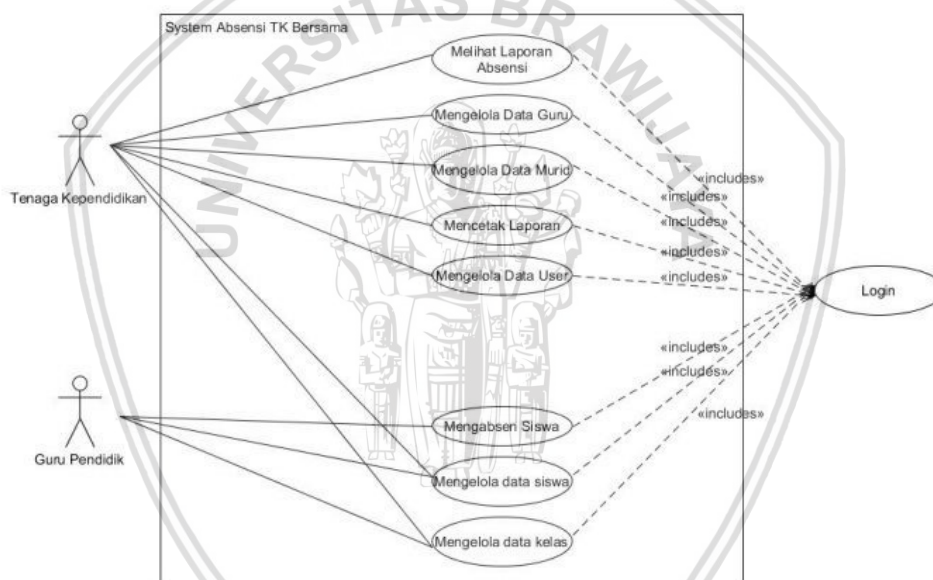 UNIVERSITAS BRAWIJAYA
System Absensi TK Bersama
Melihat Laporan
Absensi
Mengelola Data Guru
Mengelola Data Murid
Mencetak Laporan
Mengelola Data User
Tenaga Kependidikan
«includes»
«includes»
«includes»
«includes»
«includes»
Login
«includes»
«includes»
«includes»
Guru Pendidik
Mengabsen Siswa
Mengelola data siswa
Mengelola data kelas